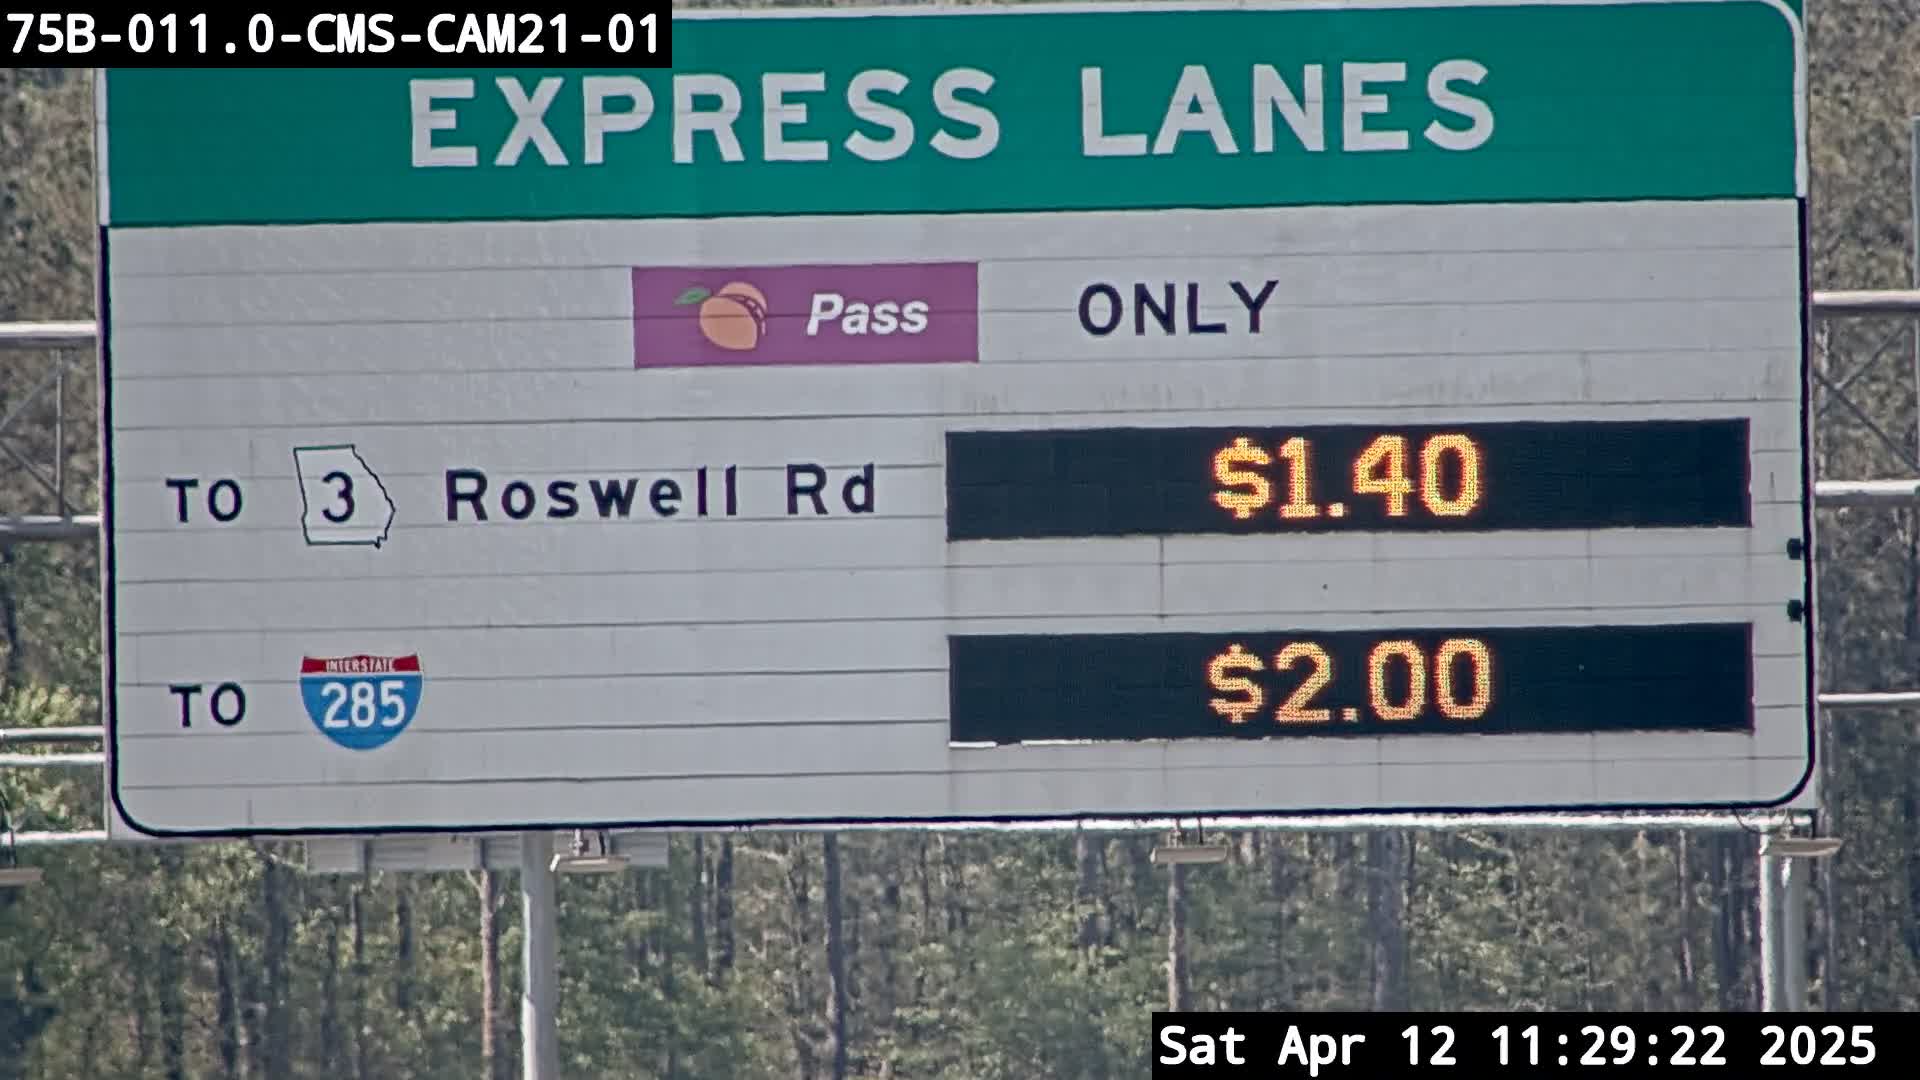 75B-011.0-CMS-CAM21-01
EXPRESS LANES
Pass ONLY
TO 3 Roswell Rd $1.40
INTERSTATE
TO 285 $2.00
Sat Apr 12 11:29:22 2025